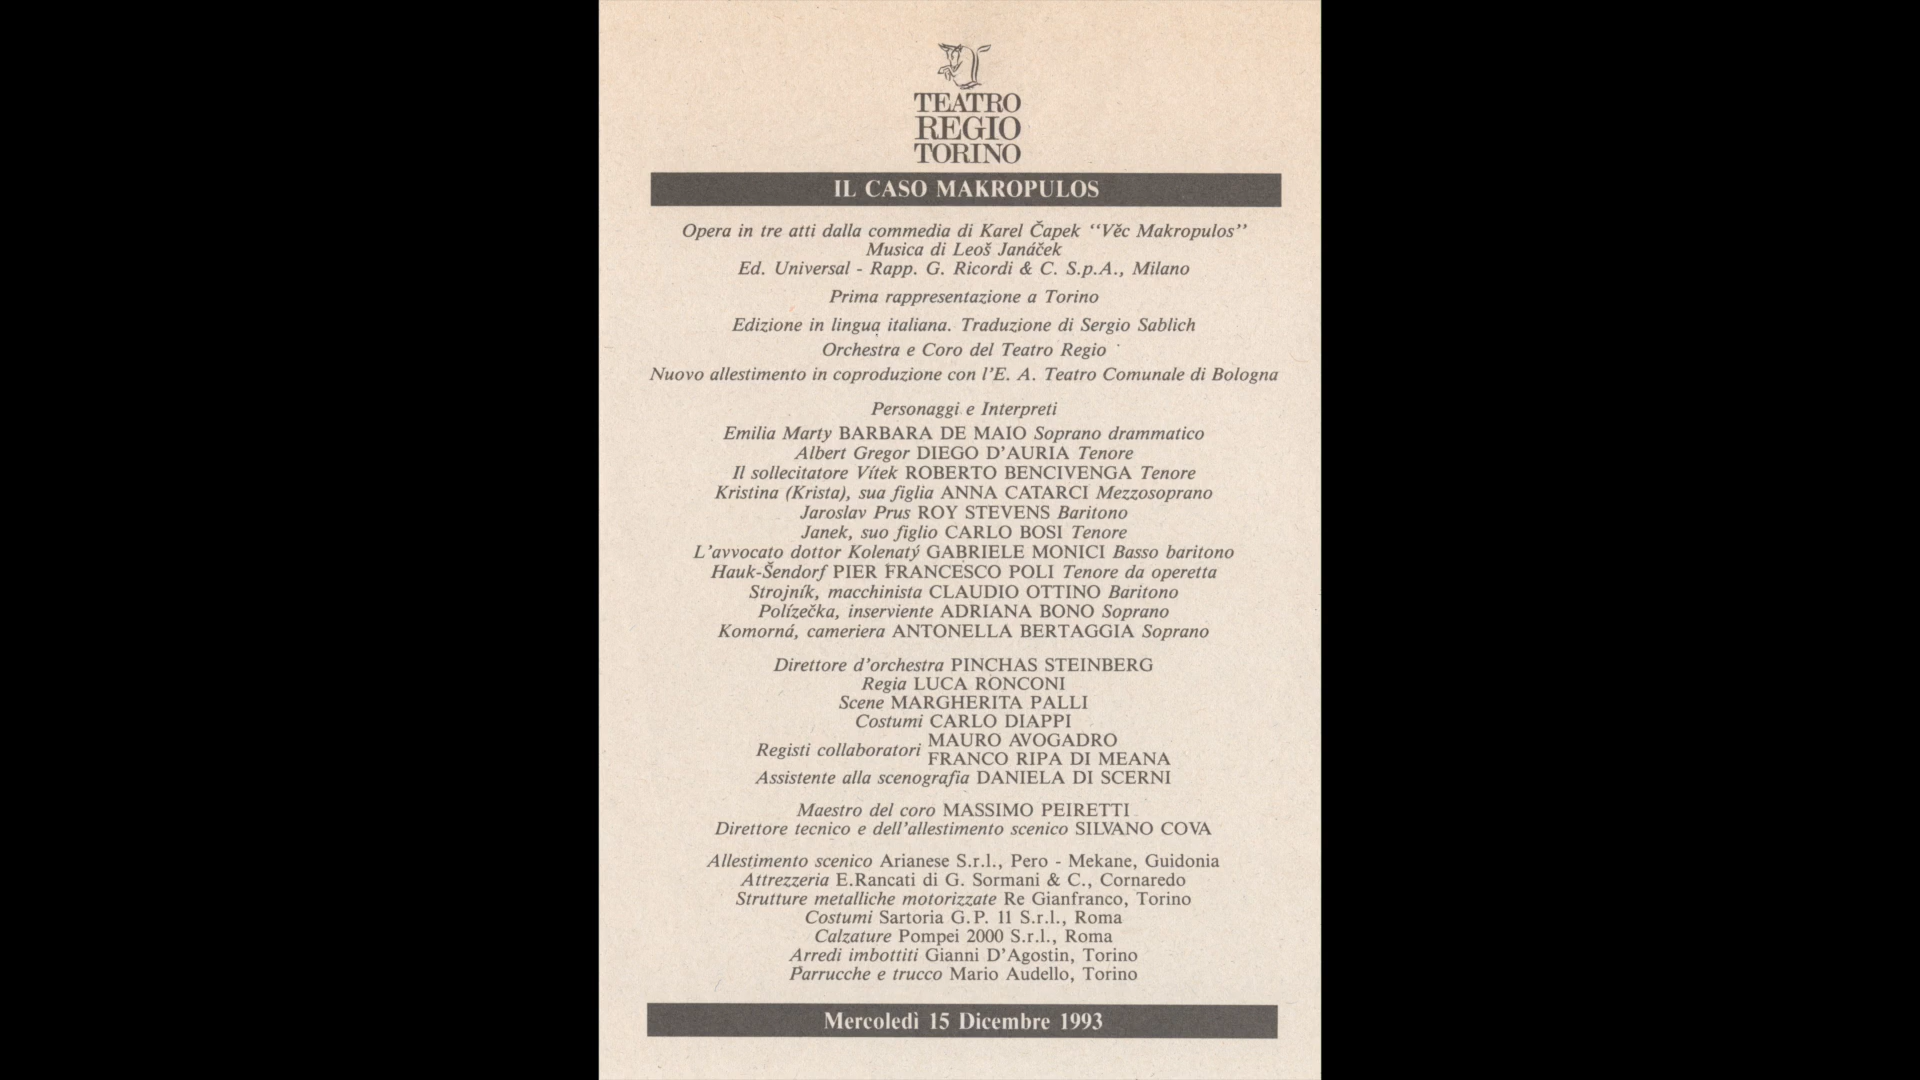 TEATRO
REGIO
TORINO
IL CASO MAKROPULOS
Opera in tre atti dalla commedia di Karel Čapek ‘‘Věc Makropulos’’
Musica di Leoš Janáček
Ed. Universal - Rapp. G. Ricordi & C. S.p.A., Milano
Prima rappresentazione a Torino
Edizione in lingua italiana. Traduzione di Sergio Sablich
Orchestra e Coro del Teatro Regio
Nuovo allestimento in coproduzione con l’E. A. Teatro Comunale di Bologna
Personaggi e Interpreti
Emilia Marty BARBARA DE MAIO Soprano drammatico
Albert Gregor DIEGO D’AURIA Tenore
Il sollecitatore Vítek ROBERTO BENCIVENGA Tenore
Kristina (Krista), sua figlia ANNA CATARCI Mezzosoprano
Jaroslav Prus ROY STEVENS Baritono
Janek, suo figlio CARLO BOSI Tenore
L’avvocato dottor Kolenatý GABRIELE MONICI Basso baritono
Hauk-Šendorf PIER FRANCESCO POLI Tenore da operetta
Strojník, macchinista CLAUDIO OTTINO Baritono
Polízečka, inserviente ADRIANA BONO Soprano
Komorná, cameriera ANTONELLA BERTAGGIA Soprano
Direttore d’orchestra PINCHAS STEINBERG
Regia LUCA RONCONI
Scene MARGHERITA PALLI
Costumi CARLO DIAPPI
Registi collaboratori MAURO AVOGADRO
FRANCO RIPA DI MEANA
Assistente alla scenografia DANIELA DI SCERNI
Maestro del coro MASSIMO PEIRETTI
Direttore tecnico e dell’allestimento scenico SILVANO COVA
Allestimento scenico Arianese S.r.l., Pero - Mekane, Guidonia
Attrezzeria E.Rancati di G. Sormani & C., Cornaredo
Strutture metalliche motorizzate Re Gianfranco, Torino
Costumi Sartoria G.P. 11 S.r.l., Roma
Calzature Pompei 2000 S.r.l., Roma
Arredi imbottiti Gianni D’Agostin, Torino
Parrucche e trucco Mario Audello, Torino
Mercoledì 15 Dicembre 1993